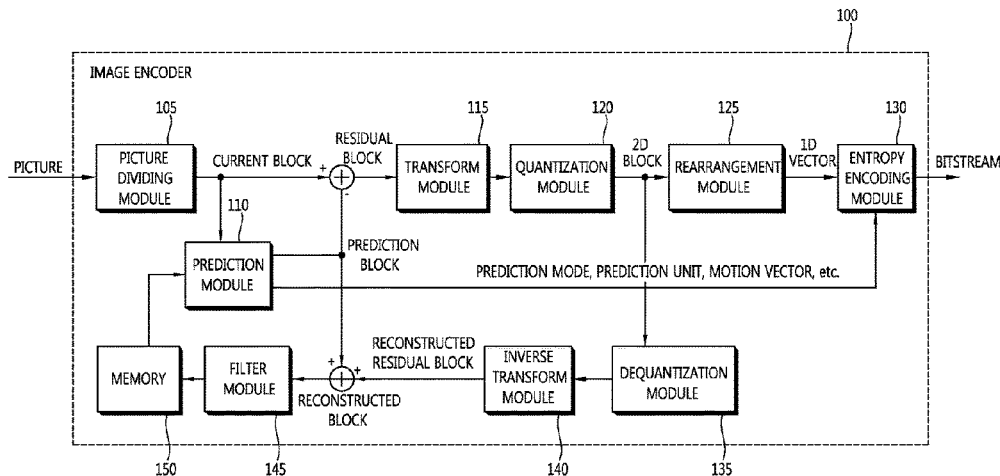 100
IMAGE ENCODER
105
115
120
125
130
PICTURE
PICTURE
DIVIDING
MODULE
CURRENT BLOCK
+
-
RESIDUAL
BLOCK
TRANSFORM
MODULE
QUANTIZATION
MODULE
2D
BLOCK
REARRANGEMENT
MODULE
1D
VECTOR
ENTROPY
ENCODING
MODULE
BITSTREAM
110
PREDICTION
MODULE
PREDICTION
BLOCK
PREDICTION MODE, PREDICTION UNIT, MOTION VECTOR, etc.
MEMORY
FILTER
MODULE
+
+
RECONSTRUCTED
BLOCK
RECONSTRUCTED
RESIDUAL BLOCK
INVERSE
TRANSFORM
MODULE
DEQUANTIZATION
MODULE
150
145
140
135